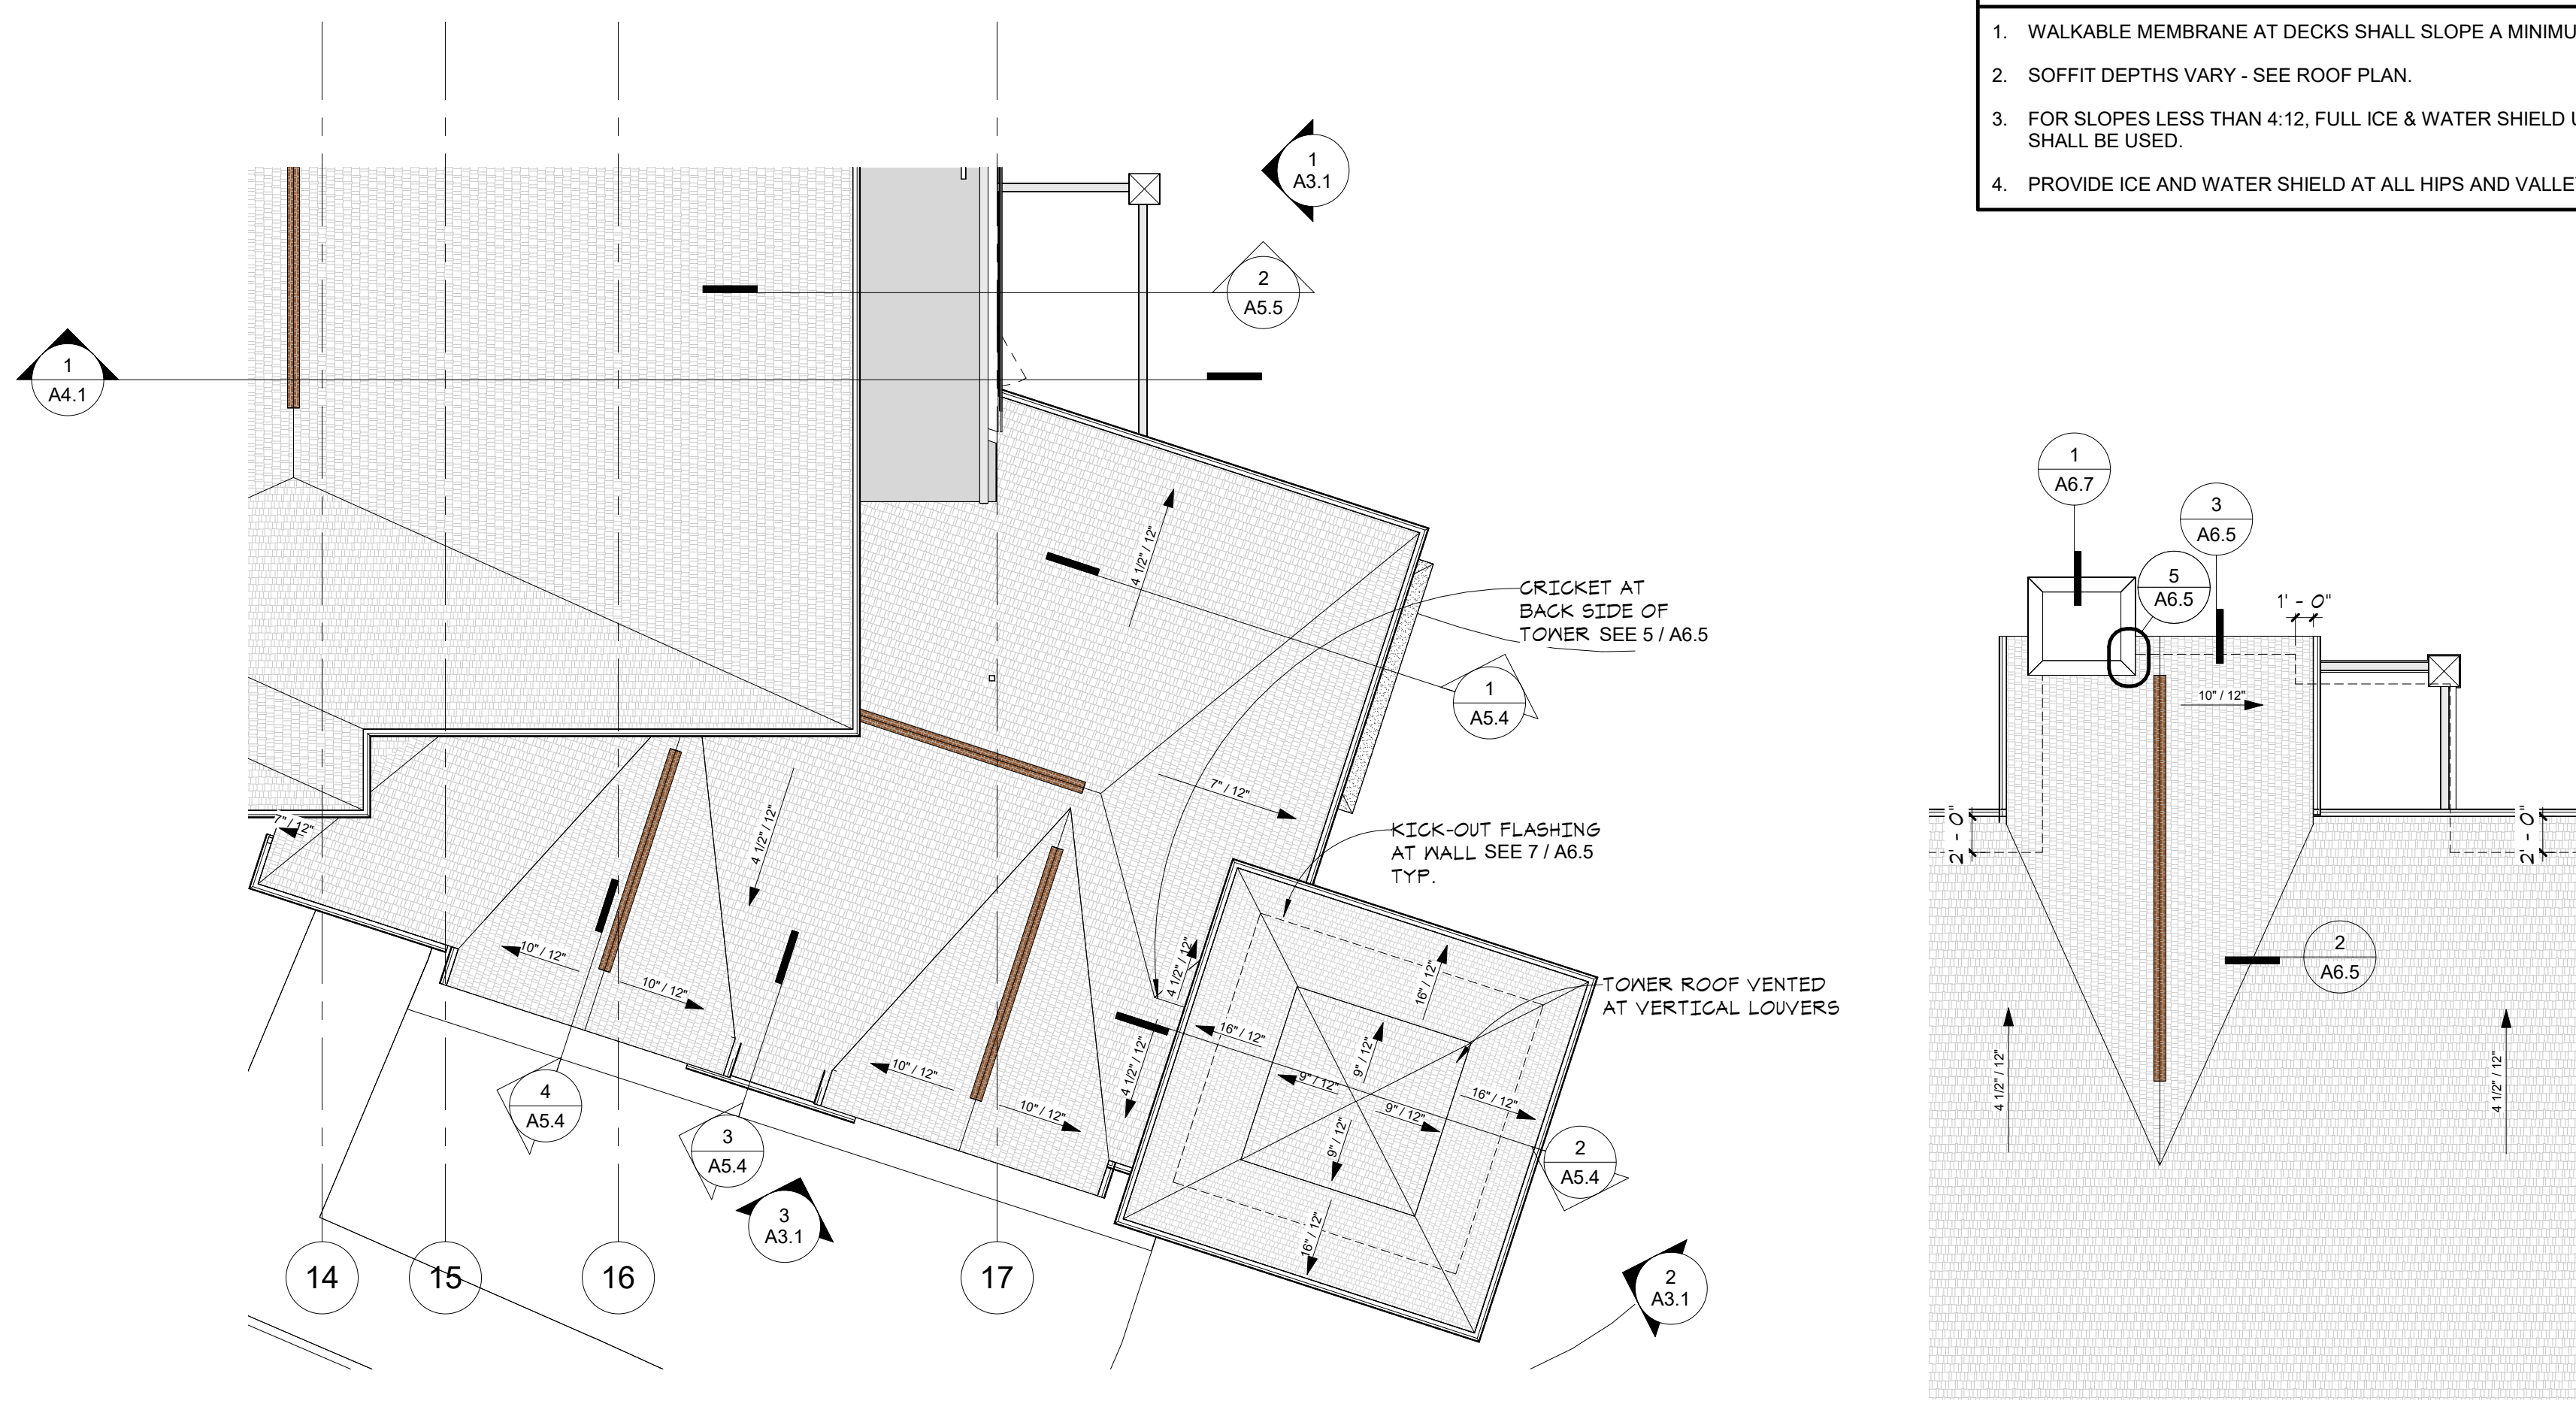 1. WALKABLE MEMBRANE AT DECKS SHALL SLOPE A MINIMU
2. SOFFIT DEPTHS VARY - SEE ROOF PLAN.
3. FOR SLOPES LESS THAN 4:12, FULL ICE & WATER SHIELD U
SHALL BE USED.
4. PROVIDE ICE AND WATER SHIELD AT ALL HIPS AND VALLE
1
A3.1
2
A5.5
1
A4.1
4 1/2" / 12"
CRICKET AT
BACK SIDE OF
TOWER SEE 5 / A6.5
1
A5.4
7" / 12"
7" / 12"
4 1/2" / 12"
KICK-OUT FLASHING
AT WALL SEE 7 / A6.5
TYP.
10" / 12"
10" / 12"
4 1/2" / 12"
16" / 12"
TOWER ROOF VENTED
AT VERTICAL LOUVERS
16" / 12"
9" / 12"
9" / 12"
9" / 12"
9" / 12"
16" / 12"
16" / 12"
10" / 12"
10" / 12"
4 1/2" / 12"
4
A5.4
3
A5.4
2
A5.4
3
A3.1
2
A3.1
14
15
16
17
1
A6.7
3
A6.5
5
A6.5
1' - 0"
10" / 12"
2' - 0"
2' - 0"
2
A6.5
4 1/2" / 12"
4 1/2" / 12"